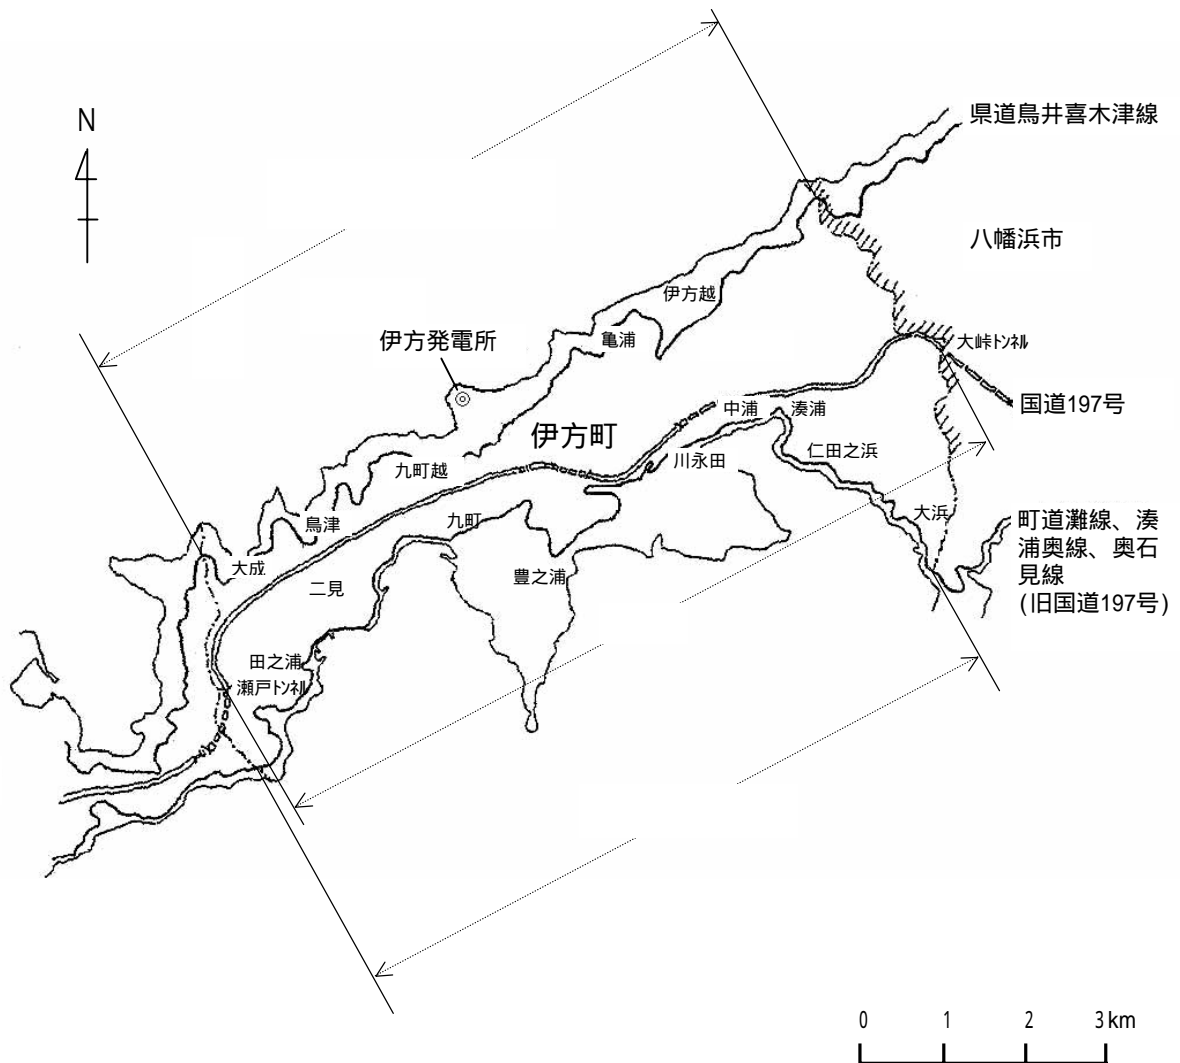 県道鳥井喜木津線
N
八幡浜市
伊方越
伊方発電所
亀浦
大峠トンネル
国道197号
中浦
湊浦
伊方町
仁田之浜
川永田
九町越
大浜
九町
鳥津
町道灘線、湊
浦奥線、奥石
見線
(旧国道197号)
大成
豊之浦
二見
田之浦
瀬戸トンネル
0 1 2 3km